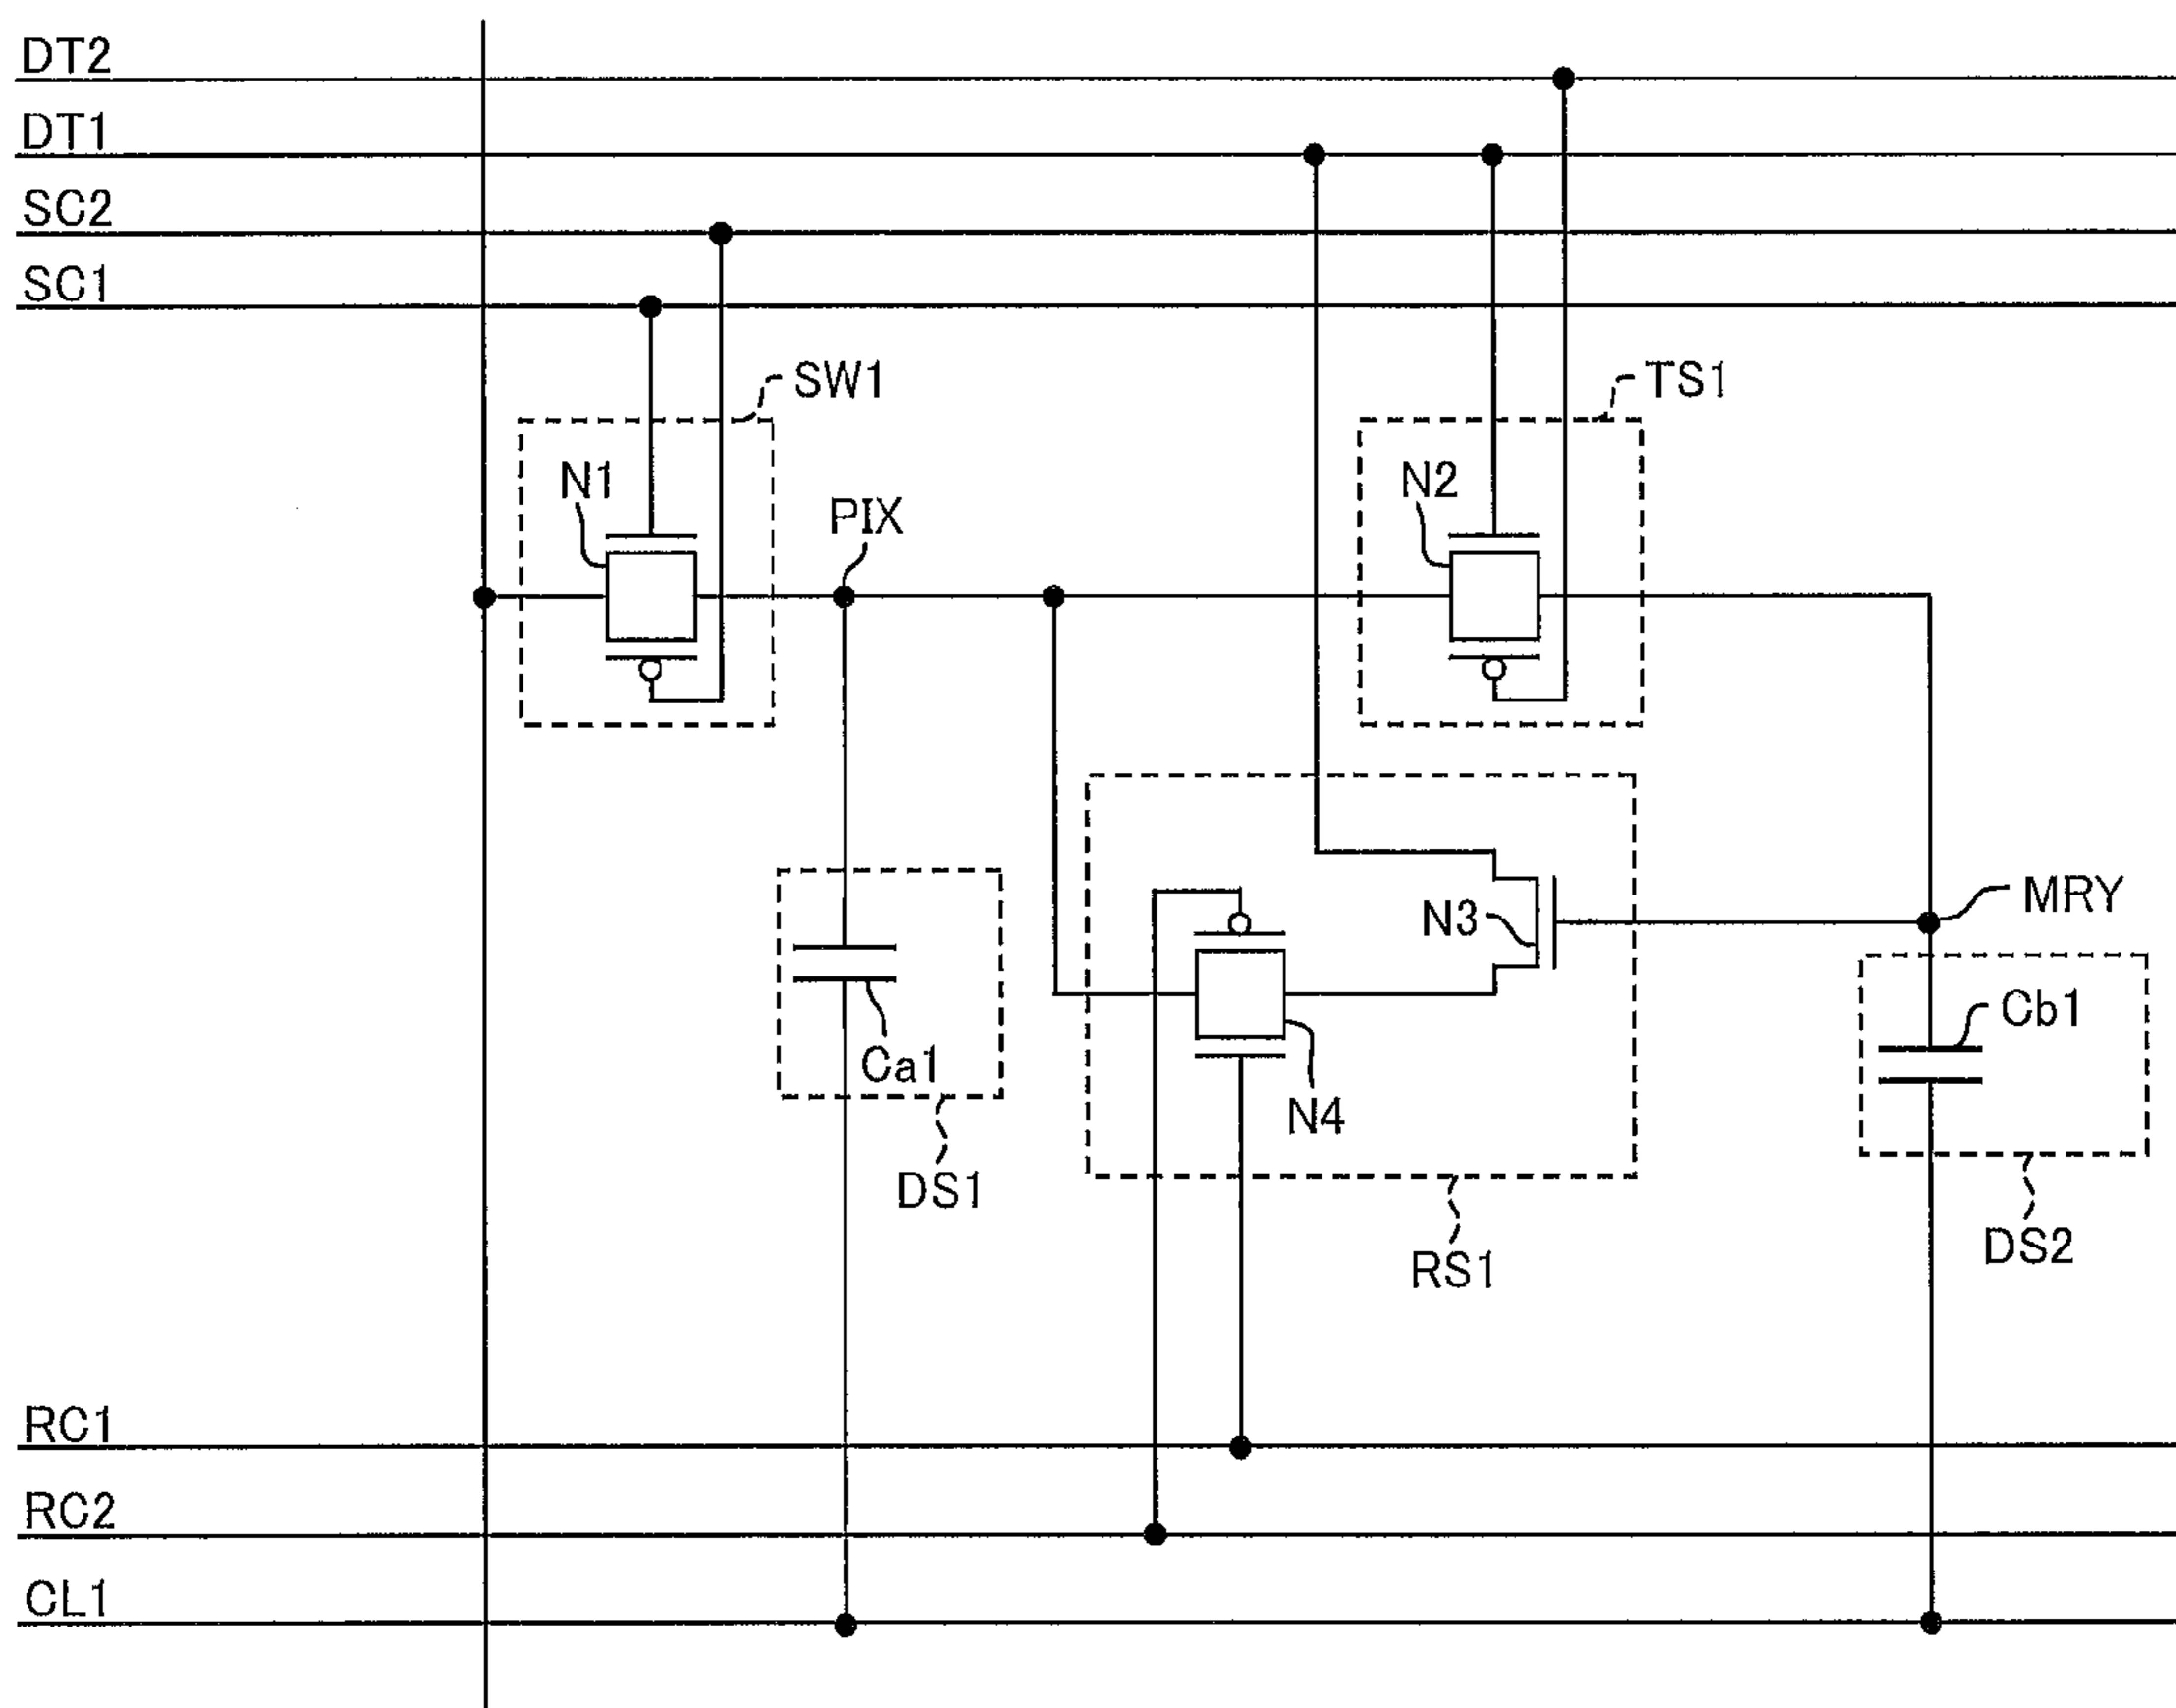 DT2
DT1
SC2
SC1
SW1
TS1
N1
N2
PIX
MRY
N3
Cb1
Ca1
N4
DS1
DS2
RS1
RC1
RC2
CL1